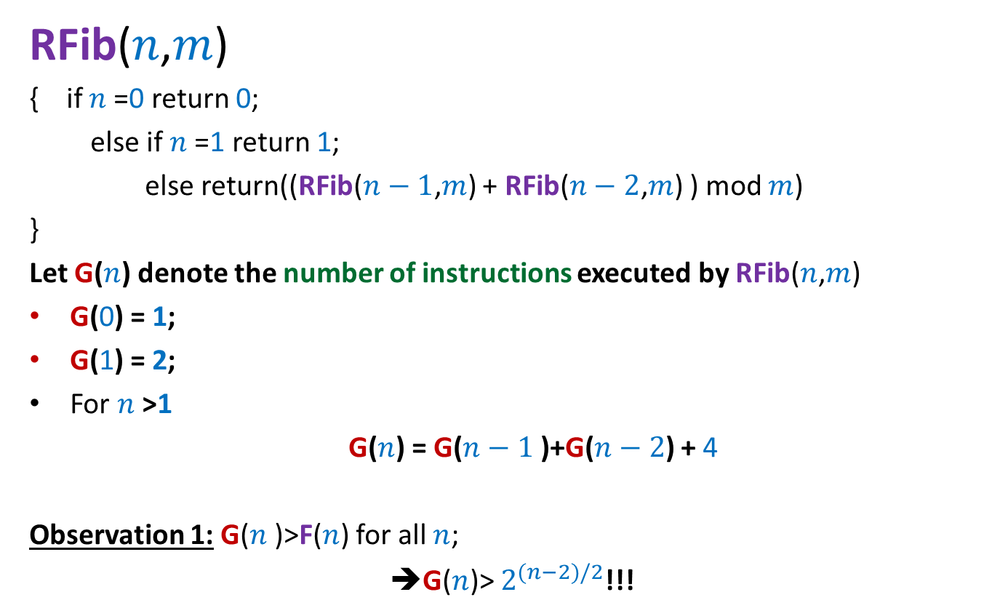 RFib(n,m)
{ if n =0 return 0;
else if n =1 return 1;
else return((RFib(n − 1,m) + RFib(n − 2,m) ) mod m)
}
Let G(n) denote the number of instructions executed by RFib(n,m)
• G(0) = 1;
• G(1) = 2;
• For n >1
G(n) = G(n − 1 )+G(n − 2) + 4
Observation 1: G(n )>F(n) for all n;
➔G(n)> 2^{(n−2)/2}!!!